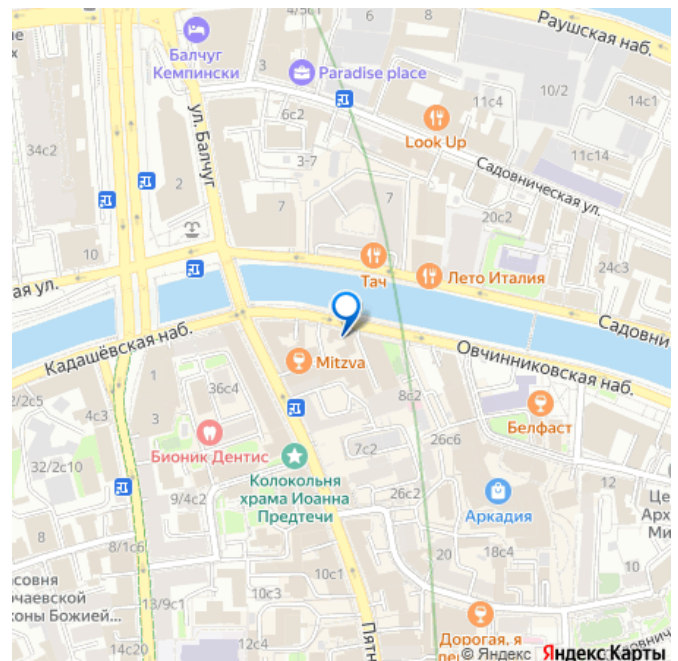 4/5с1
6
8
Раушская наб.
Балчуг
Кемпински
Paradise place
10/2
14с1
11с4
Look Up
6с2
34с2
ул. Балчуг
3-7
11с14
Садовническая ул.
2
7
7
20с2
10
24с3
Тач
Лето Италия
ая ул.
Садовни
Кадашёвская наб.
Овчинниковская наб.
Mitzva
1
2/2с5
36с4
8с2
4с3
3
Белфаст
26с6
Бионик Дентис
7с2
12
32/2с10
Колокольня
храма Иоанна
Предтечи
9/4с2
26с2
Аркадия
Це
Арх
Ми
8
8/1с6
20
18с4
совня
очаевской
коны Божией...
10с1
13/9с1
10с3
Пятн
12с4
14с20
Дорогая, я
овнич
© Яндекс Яндекс Карты